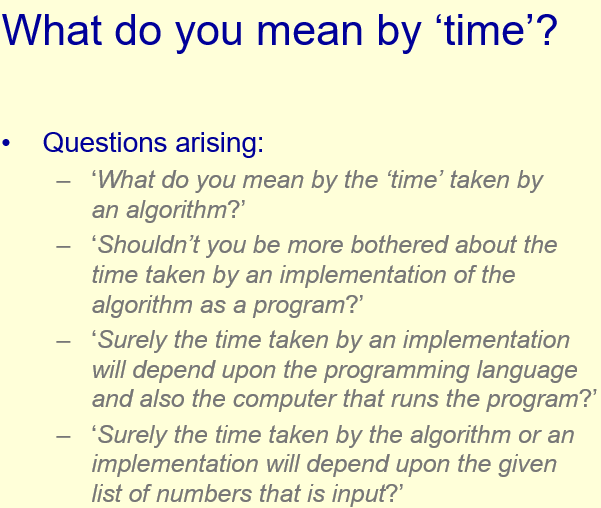 What do you mean by ‘time’?
• Questions arising:
– ‘What do you mean by the ‘time’ taken by
an algorithm?’
– ‘Shouldn’t you be more bothered about the
time taken by an implementation of the
algorithm as a program?’
– ‘Surely the time taken by an implementation
will depend upon the programming language
and also the computer that runs the program?’
– ‘Surely the time taken by the algorithm or an
implementation will depend upon the given
list of numbers that is input?’